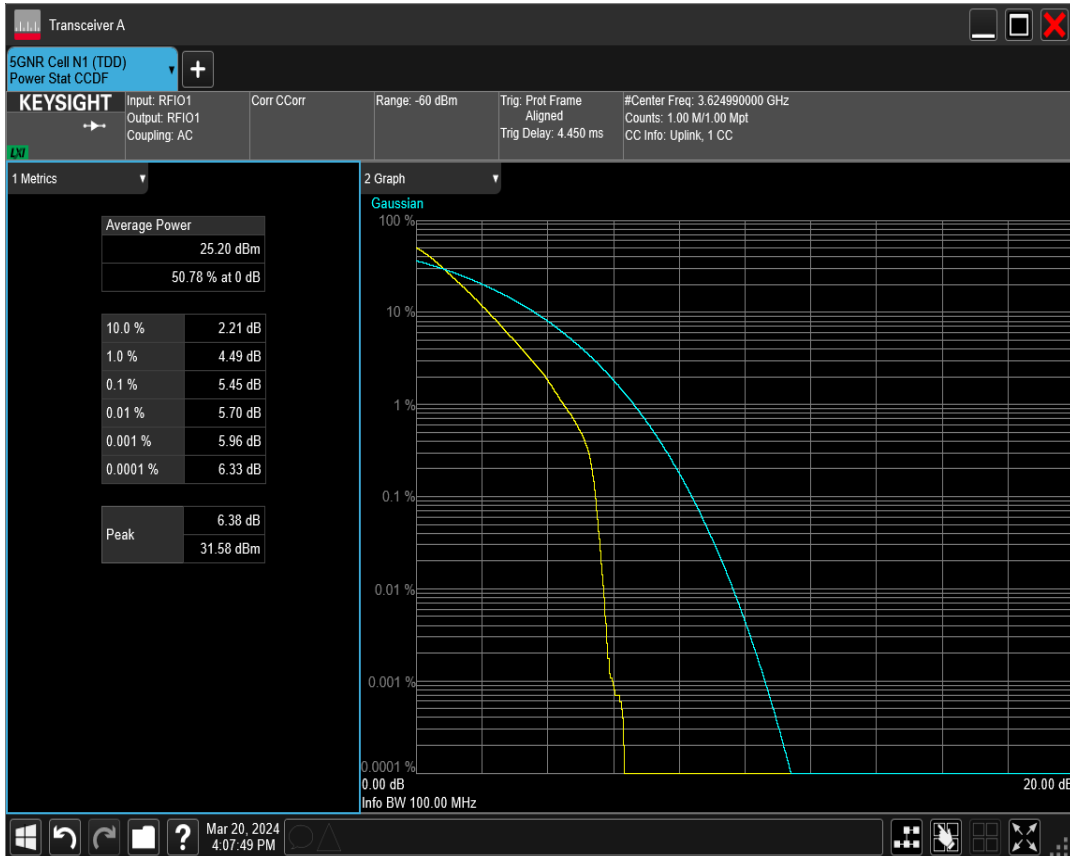 Transceiver A
5GNR Cell N1 (TDD)
Power Stat CCDF
+
KEYSIGHT
LXI
Input: RFIO1
Output: RFIO1
Coupling: AC
Corr CCorr
Range: -60 dBm
Trig: Prot Frame
Aligned
Trig Delay: 4.450 ms
#Center Freq: 3.624990000 GHz
Counts: 1.00 M/1.00 Mpt
CC Info: Uplink, 1 CC
1 Metrics
Average Power
25.20 dBm
50.78 % at 0 dB
10.0 % 2.21 dB
1.0 % 4.49 dB
0.1 % 5.45 dB
0.01 % 5.70 dB
0.001 % 5.96 dB
0.0001 % 6.33 dB
Peak
6.38 dB
31.58 dBm
2 Graph
Gaussian
100 %
10 %
1 %
0.1 %
0.01 %
0.001 %
0.0001 %
0.00 dB 20.00 dB
Info BW 100.00 MHz
?
Mar 20, 2024
4:07:49 PM